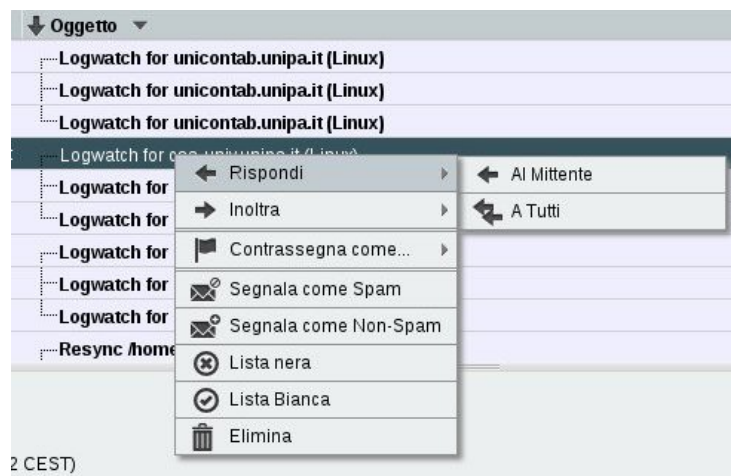 Oggetto
Logwatch for unicontab.unipa.it (Linux)
Logwatch for unicontab.unipa.it (Linux)
Logwatch for unicontab.unipa.it (Linux)
Logwatch for
Rispondi
Al Mittente
Logwatch for
Inoltra
A Tutti
Logwatch for
Logwatch for
Contrassegna come...
Logwatch for
Segnala come Spam
Logwatch for
Segnala come Non-Spam
Resync /home
Lista nera
Lista Bianca
Elimina
2 CEST)